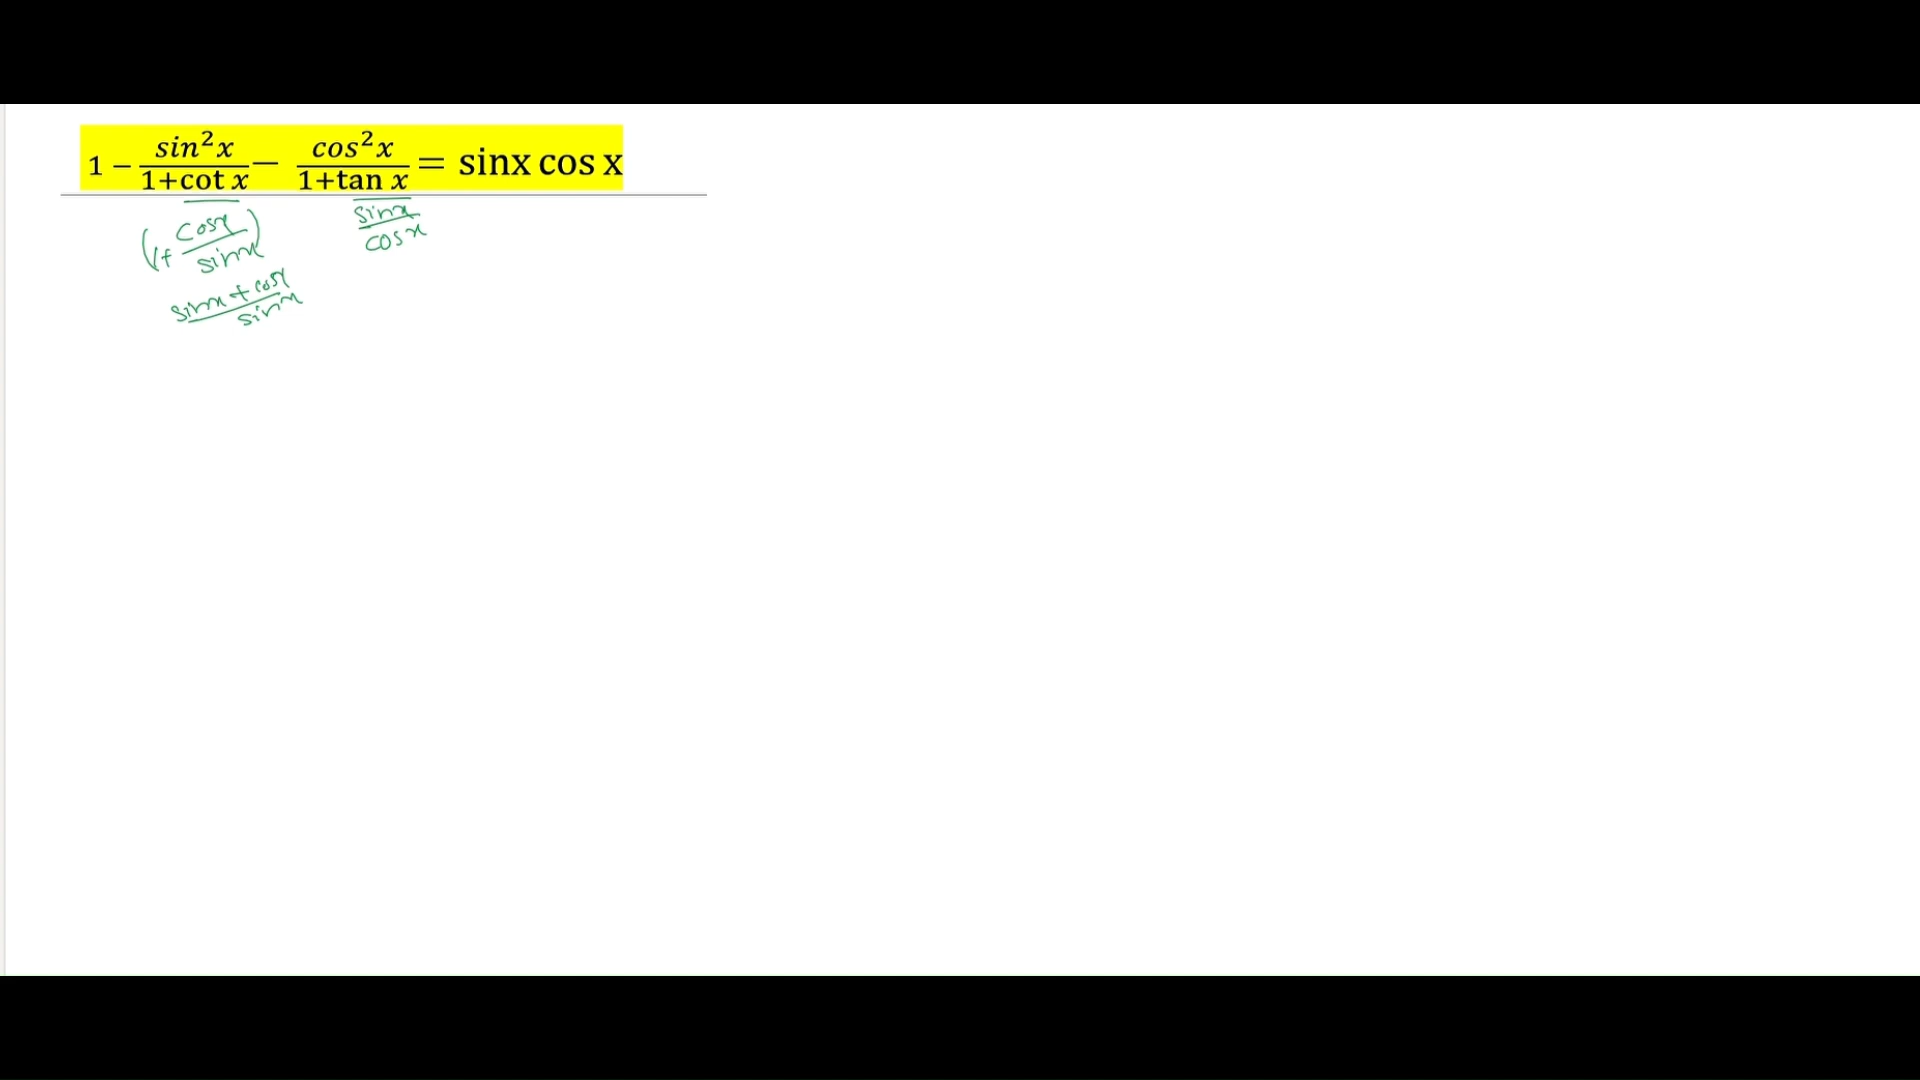 1 − sin²x/1+cot x − cos²x/1+tan x = sinx cos x
(1+ cosx/sinx) sinx/cosx
sinx + cosx/sinx